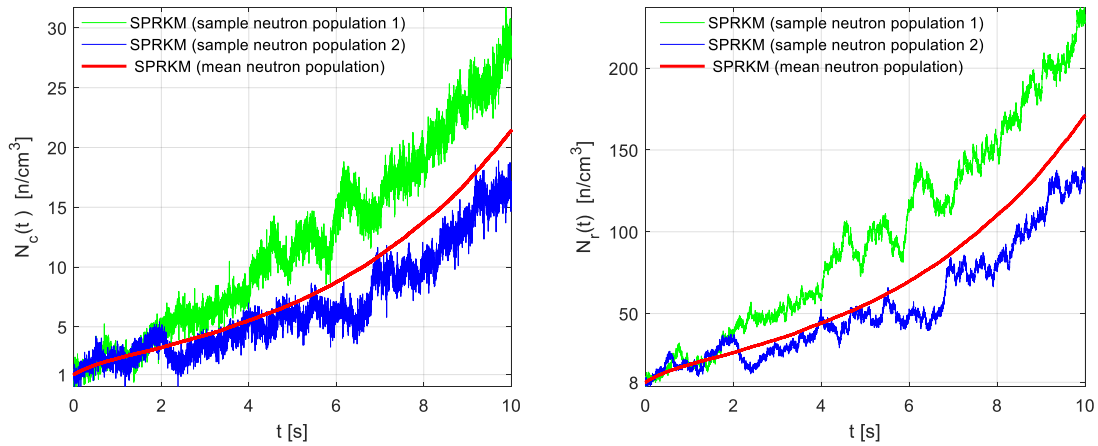 SPRKM (sample neutron population 1)
SPRKM (sample neutron population 2)
SPRKM (mean neutron population)
30
25
20
15
10
5
1
0 2 4 6 8 10
N_c(t) [n/cm^3]
t [s]
SPRKM (sample neutron population 1)
SPRKM (sample neutron population 2)
SPRKM (mean neutron population)
200
150
100
50
8
0 2 4 6 8 10
N_r(t) [n/cm^3]
t [s]